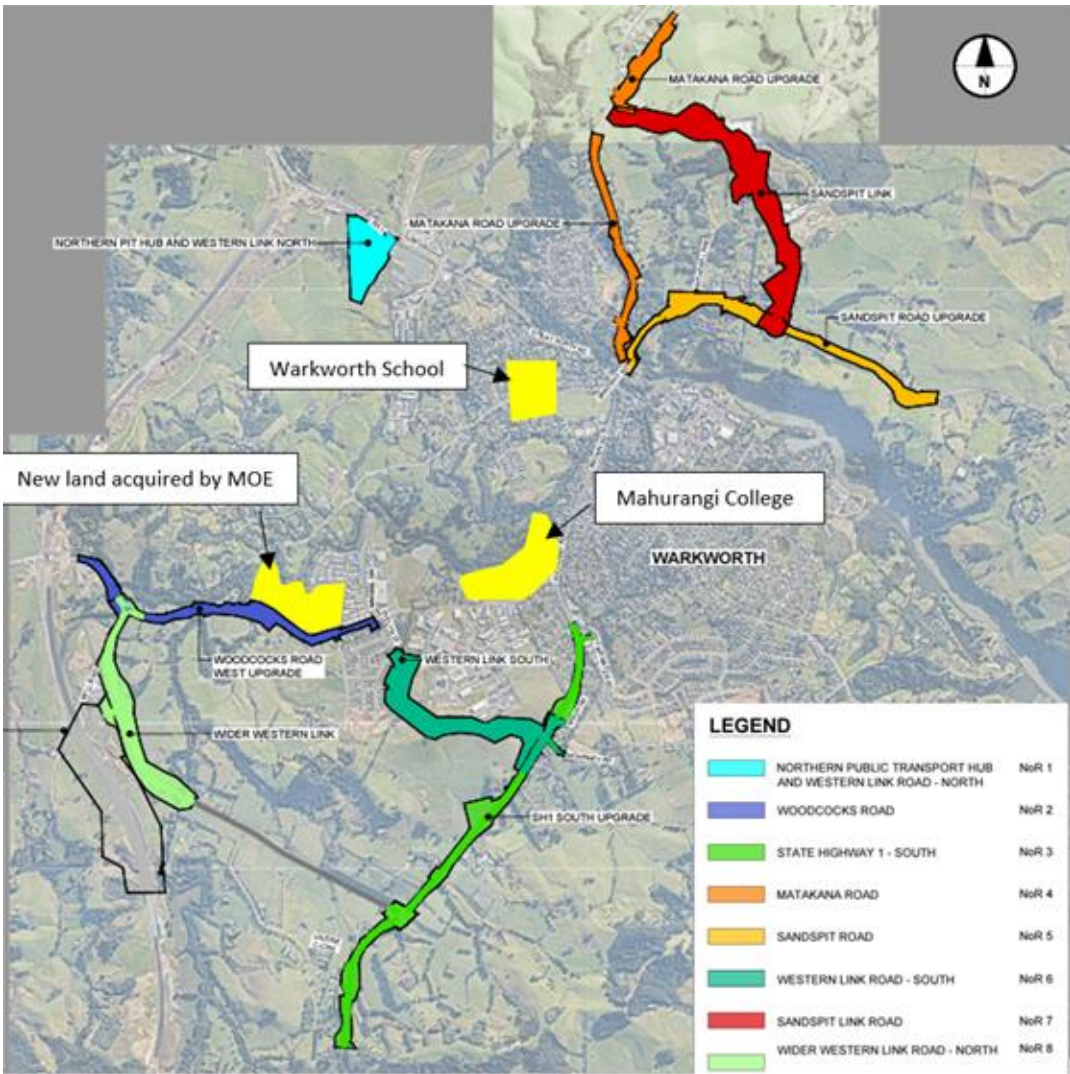 N
MATAKANA ROAD UPGRADE
SANDSPIT LINK
MATAKANA ROAD UPGRADE
NORTHERN PIT HUB AND WESTERN LINK NORTH
SANDSPIT ROAD UPGRADE
Warkworth School
New land acquired by MOE
Mahurangi College
WARKWORTH
WOODCOCKS ROAD
WEST UPGRADE
WESTERN LINK SOUTH
WIDER WESTERN LINK
SH1 SOUTH UPGRADE
LEGEND
NORTHERN PUBLIC TRANSPORT HUB NoR 1
AND WESTERN LINK ROAD - NORTH
WOODCOCKS ROAD NoR 2
STATE HIGHWAY 1 - SOUTH NoR 3
MATAKANA ROAD NoR 4
SANDSPIT ROAD NoR 5
WESTERN LINK ROAD - SOUTH NoR 6
SANDSPIT LINK ROAD NoR 7
WIDER WESTERN LINK ROAD - NORTH NoR 8